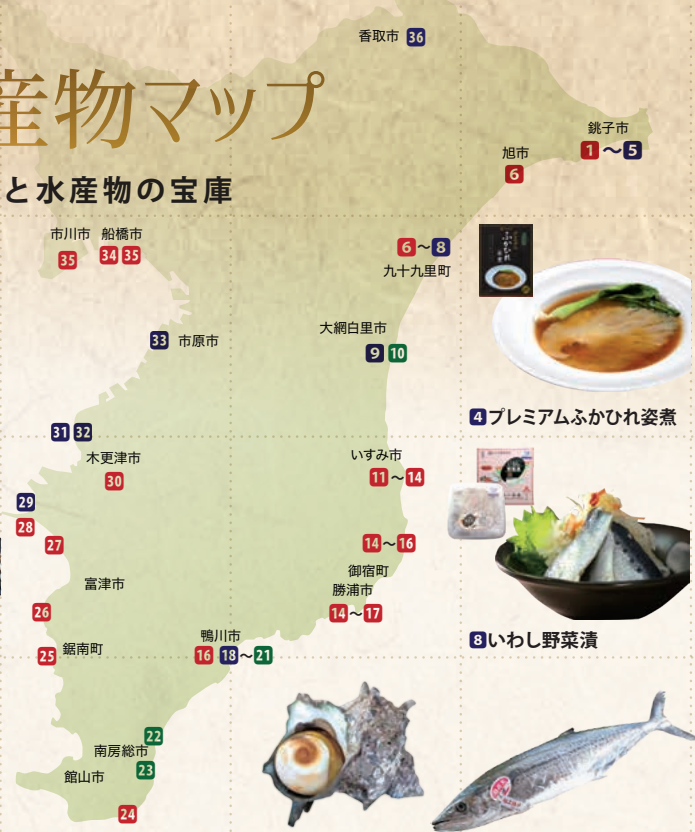 香取市 36
産物マップ
銚子市
1～5
旭市
6
と水産物の宝庫
市川市 船橋市
35 34 35
6～8
九十九里町
ふかひれ
33 市原市
大網白里市
9 10
4プレミアムふかひれ姿煮
31 32
木更津市
30
いすみ市
11～14
29
28
27
14～16
御宿町
勝浦市
14～17
富津市
26
8いわし野菜漬
鴨川市
16 18～21
25 鋸南町
22
南房総市
23
館山市
24